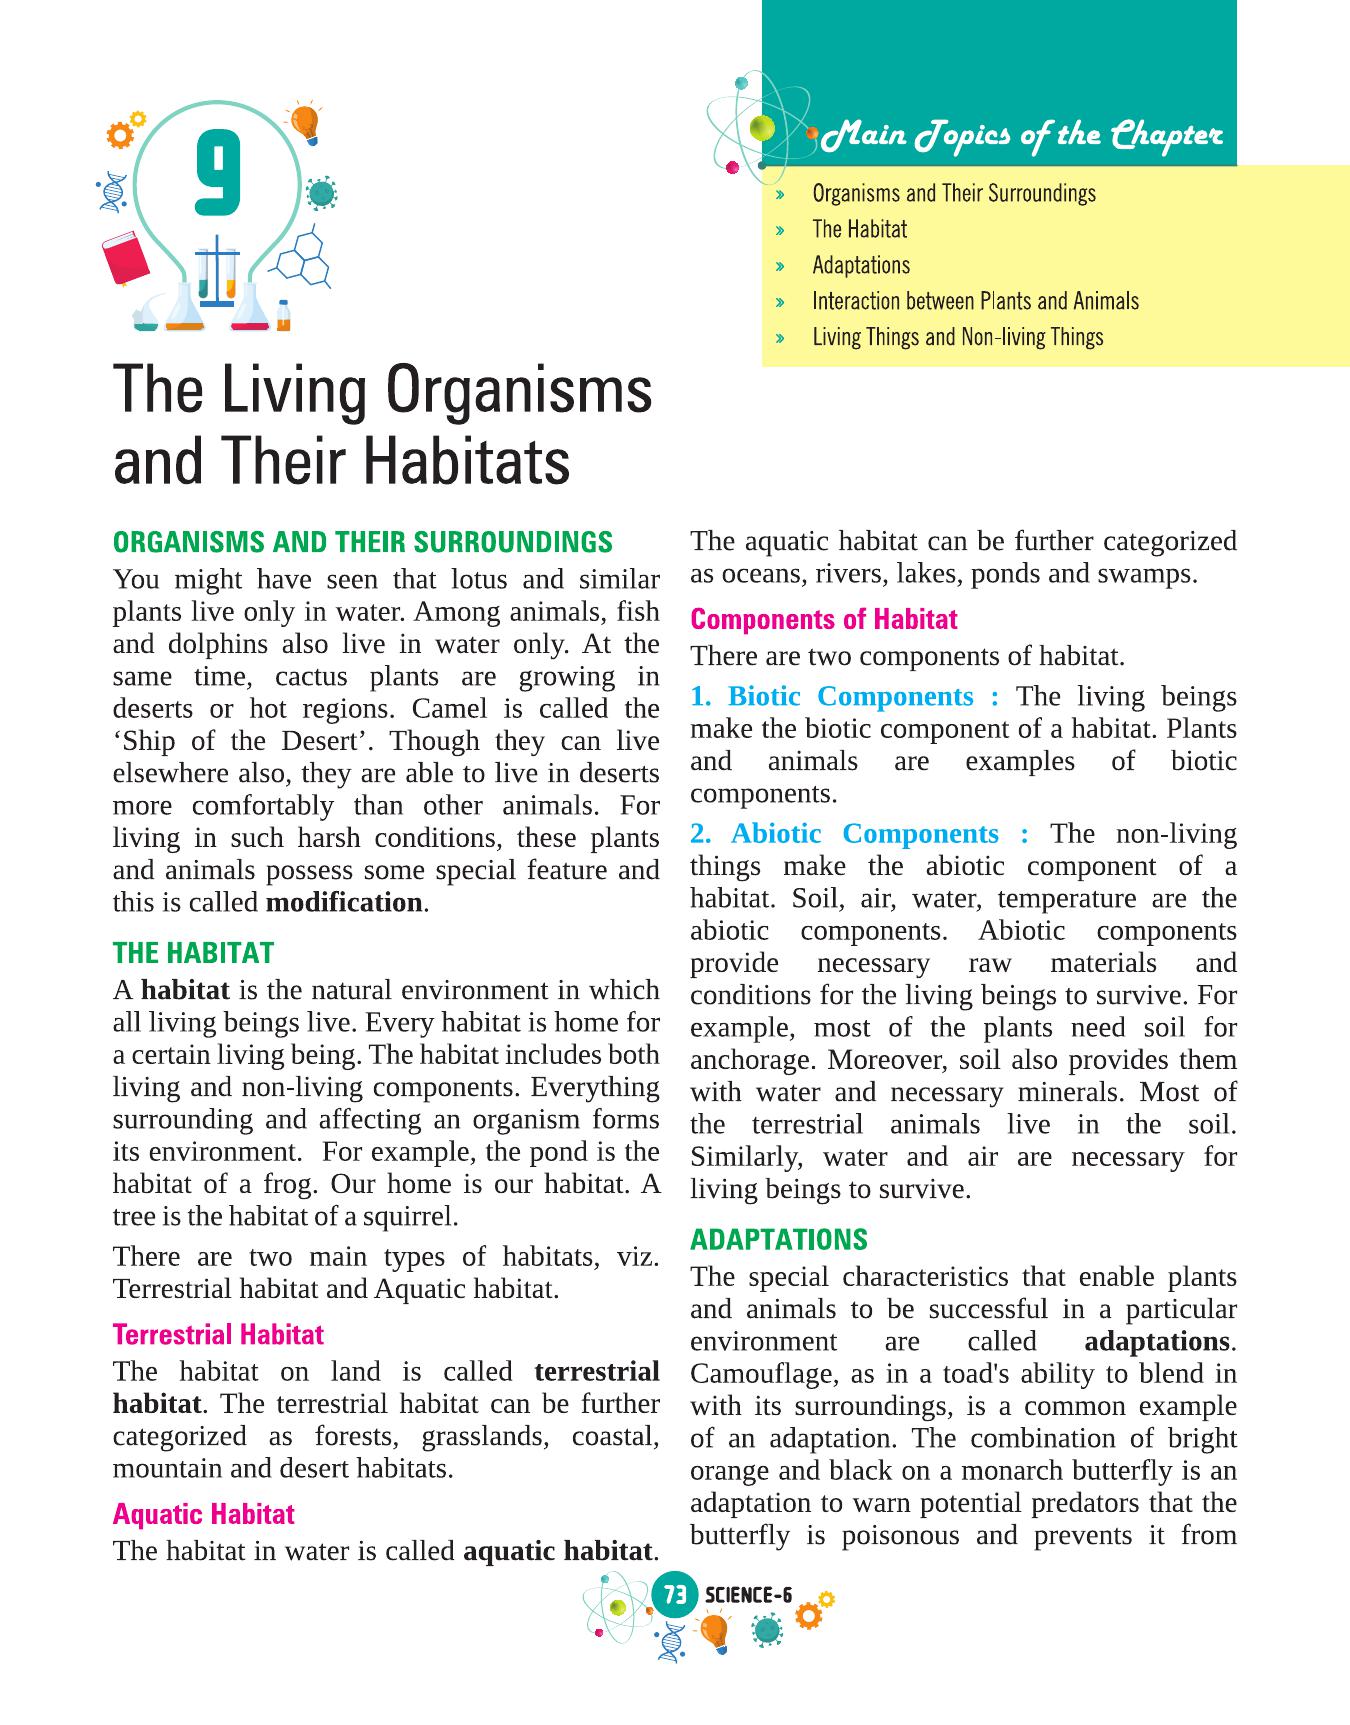 9
Main Topics of the Chapter
» Organisms and Their Surroundings
» The Habitat
» Adaptations
» Interaction between Plants and Animals
» Living Things and Non-living Things
The Living Organisms
and Their Habitats
ORGANISMS AND THEIR SURROUNDINGS
You might have seen that lotus and similar
plants live only in water. Among animals, fish
and dolphins also live in water only. At the
same time, cactus plants are growing in
deserts or hot regions. Camel is called the
‘Ship of the Desert’. Though they can live
elsewhere also, they are able to live in deserts
more comfortably than other animals. For
living in such harsh conditions, these plants
and animals possess some special feature and
this is called modification.
THE HABITAT
A habitat is the natural environment in which
all living beings live. Every habitat is home for
a certain living being. The habitat includes both
living and non-living components. Everything
surrounding and affecting an organism forms
its environment. For example, the pond is the
habitat of a frog. Our home is our habitat. A
tree is the habitat of a squirrel.
There are two main types of habitats, viz.
Terrestrial habitat and Aquatic habitat.
Terrestrial Habitat
The habitat on land is called terrestrial
habitat. The terrestrial habitat can be further
categorized as forests, grasslands, coastal,
mountain and desert habitats.
Aquatic Habitat
The habitat in water is called aquatic habitat.
The aquatic habitat can be further categorized
as oceans, rivers, lakes, ponds and swamps.
Components of Habitat
There are two components of habitat.
1. Biotic Components : The living beings
make the biotic component of a habitat. Plants
and animals are examples of biotic
components.
2. Abiotic Components : The non-living
things make the abiotic component of a
habitat. Soil, air, water, temperature are the
abiotic components. Abiotic components
provide necessary raw materials and
conditions for the living beings to survive. For
example, most of the plants need soil for
anchorage. Moreover, soil also provides them
with water and necessary minerals. Most of
the terrestrial animals live in the soil.
Similarly, water and air are necessary for
living beings to survive.
ADAPTATIONS
The special characteristics that enable plants
and animals to be successful in a particular
environment are called adaptations.
Camouflage, as in a toad's ability to blend in
with its surroundings, is a common example
of an adaptation. The combination of bright
orange and black on a monarch butterfly is an
adaptation to warn potential predators that the
butterfly is poisonous and prevents it from
73 SCIENCE-6